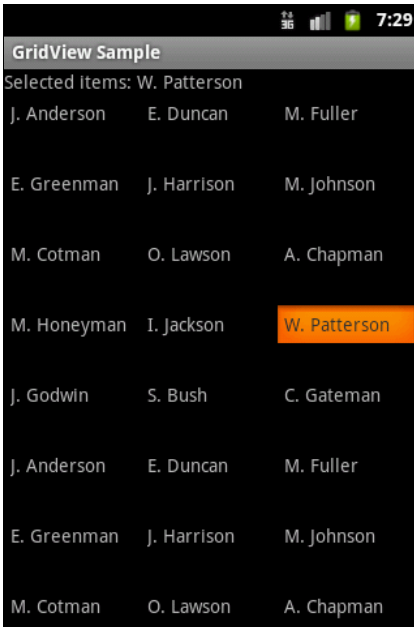 3G 7:29
GridView Sample
Selected items: W. Patterson
J. Anderson E. Duncan M. Fuller
E. Greenman J. Harrison M. Johnson
M. Cotman O. Lawson A. Chapman
M. Honeyman I. Jackson W. Patterson
J. Godwin S. Bush C. Gateman
J. Anderson E. Duncan M. Fuller
E. Greenman J. Harrison M. Johnson
M. Cotman O. Lawson A. Chapman